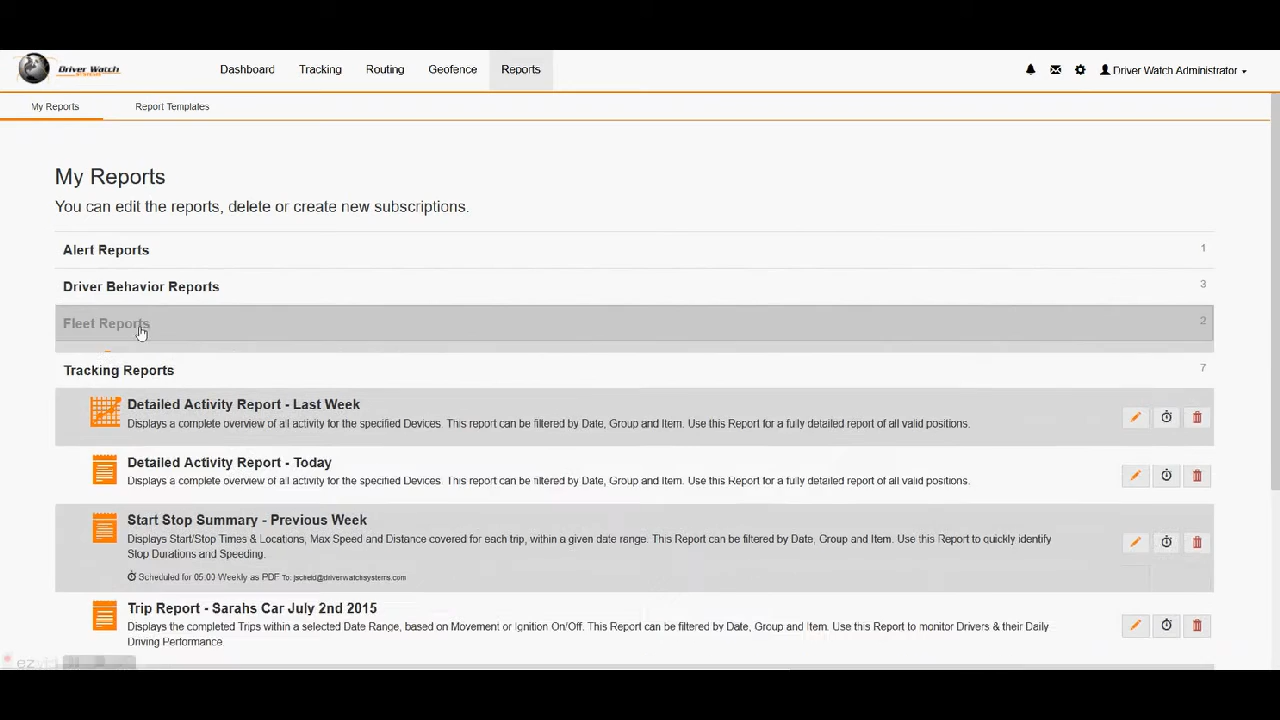 Driver Watch
Dashboard Tracking Routing Geofence Reports
Driver Watch Administrator
My Reports Report Templates
My Reports
You can edit the reports, delete or create new subscriptions.
Alert Reports 1
Driver Behavior Reports 3
Fleet Reports 2
Tracking Reports 7
Detailed Activity Report - Last Week
Displays a complete overview of all activity for the specified Devices. This report can be filtered by Date, Group and Item. Use this Report for a fully detailed report of all valid positions.
Detailed Activity Report - Today
Displays a complete overview of all activity for the specified Devices. This report can be filtered by Date, Group and Item. Use this Report for a fully detailed report of all valid positions.
Start Stop Summary - Previous Week
Displays Start/Stop Times & Locations, Max Speed and Distance covered for each trip, within a given date range. This Report can be filtered by Date, Group and Item. Use this Report to quickly identify
Stop Durations and Speeding.
Scheduled for 05:00 Weekly as PDF To: jscheid@driverwatchsystems.com
Trip Report - Sarahs Car July 2nd 2015
Displays the completed Trips within a selected Date Range, based on Movement or Ignition On/Off. This Report can be filtered by Date, Group and Item. Use this Report to monitor Drivers & their Daily
Driving Performance.